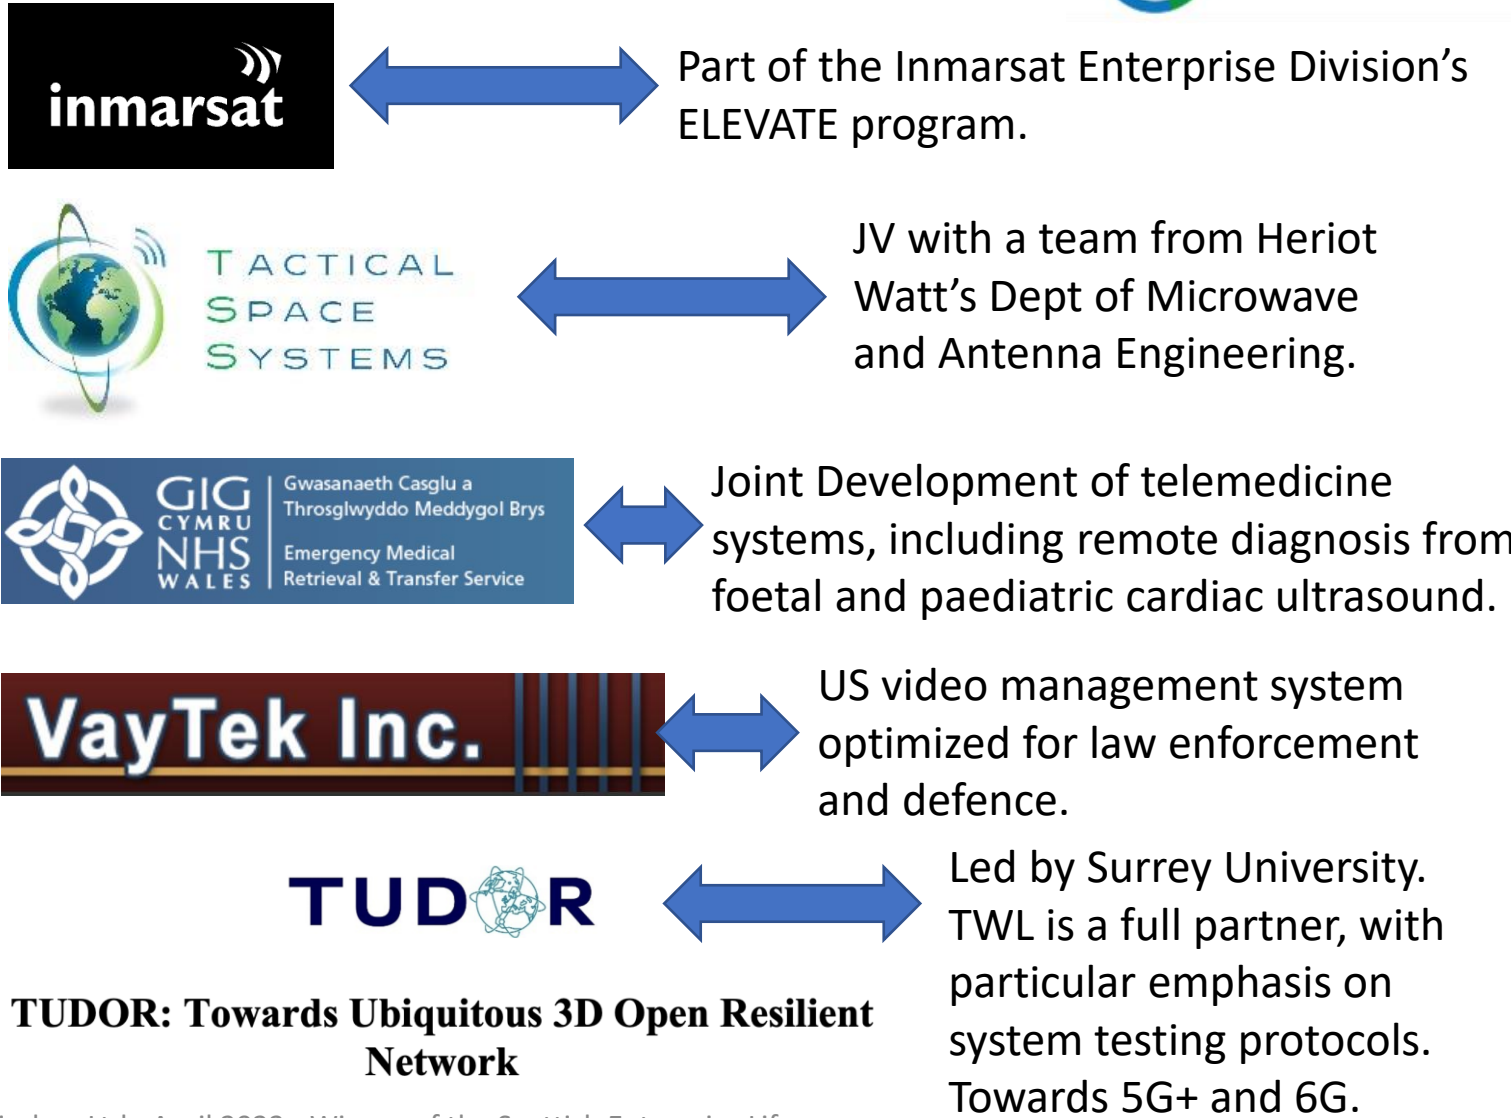 inmarsat
Part of the Inmarsat Enterprise Division's
ELEVATE program.
TACTICAL
SPACE
SYSTEMS
JV with a team from Heriot
Watt's Dept of Microwave
and Antenna Engineering.
GIG
CYMRU
NHS
WALES
Gwasanaeth Casglu a
Throsglwyddo Meddygol Brys
Emergency Medical
Retrieval & Transfer Service
Joint Development of telemedicine
systems, including remote diagnosis from
foetal and paediatric cardiac ultrasound.
VayTek Inc.
US video management system
optimized for law enforcement
and defence.
TUDOR
Led by Surrey University.
TWL is a full partner, with
particular emphasis on
system testing protocols.
Towards 5G+ and 6G.
TUDOR: Towards Ubiquitous 3D Open Resilient
Network